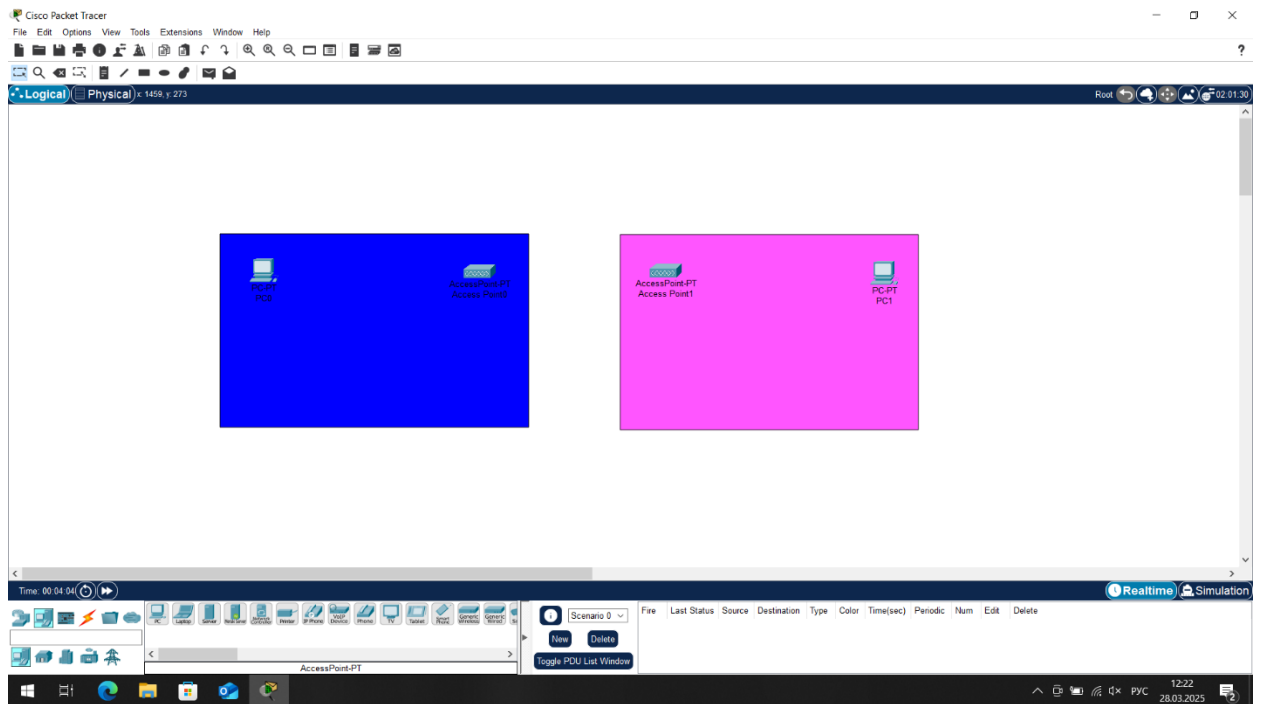 Cisco Packet Tracer
File Edit Options View Tools Extensions Window Help
?
Logical Physical x: 1459, y: 273 Root 02:01:30
PC-PT
PC0
AccessPoint-PT
Access Point0
AccessPoint-PT
Access Point1
PC-PT
PC1
Time: 00:04:04 Realtime Simulation
PC Laptop Server Printer IP Phone VoIP Device Phone TV Tablet Smart Phone Generic Wireless Generic Wired
Scenario 0
New Delete
Toggle PDU List Window
Fire Last Status Source Destination Type Color Time(sec) Periodic Num Edit Delete
AccessPoint-PT
РУС 12:22
28.03.2025 2